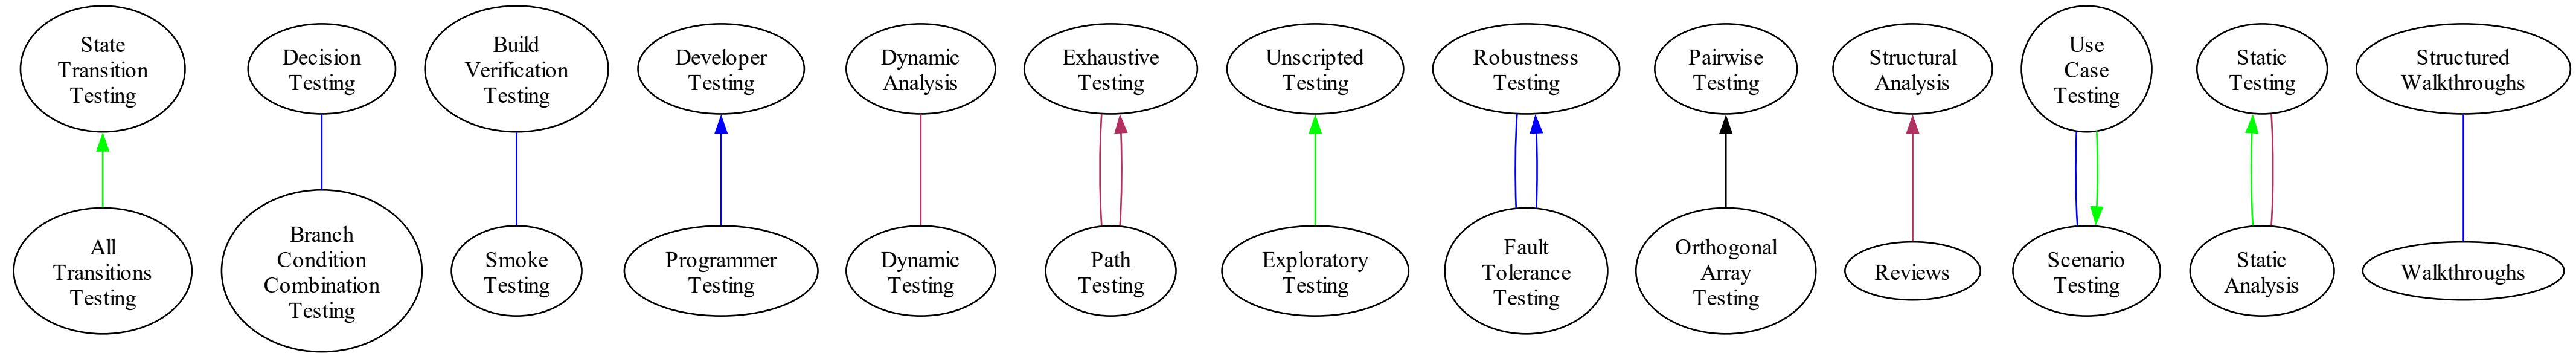 State
Transition
Testing
Decision
Testing
Build
Verification
Testing
Developer
Testing
Dynamic
Analysis
Exhaustive
Testing
Unscripted
Testing
Robustness
Testing
Pairwise
Testing
Structural
Analysis
Use
Case
Testing
Static
Testing
Structured
Walkthroughs
All
Transitions
Testing
Branch
Condition
Combination
Testing
Smoke
Testing
Programmer
Testing
Dynamic
Testing
Path
Testing
Exploratory
Testing
Fault
Tolerance
Testing
Orthogonal
Array
Testing
Reviews
Scenario
Testing
Static
Analysis
Walkthroughs